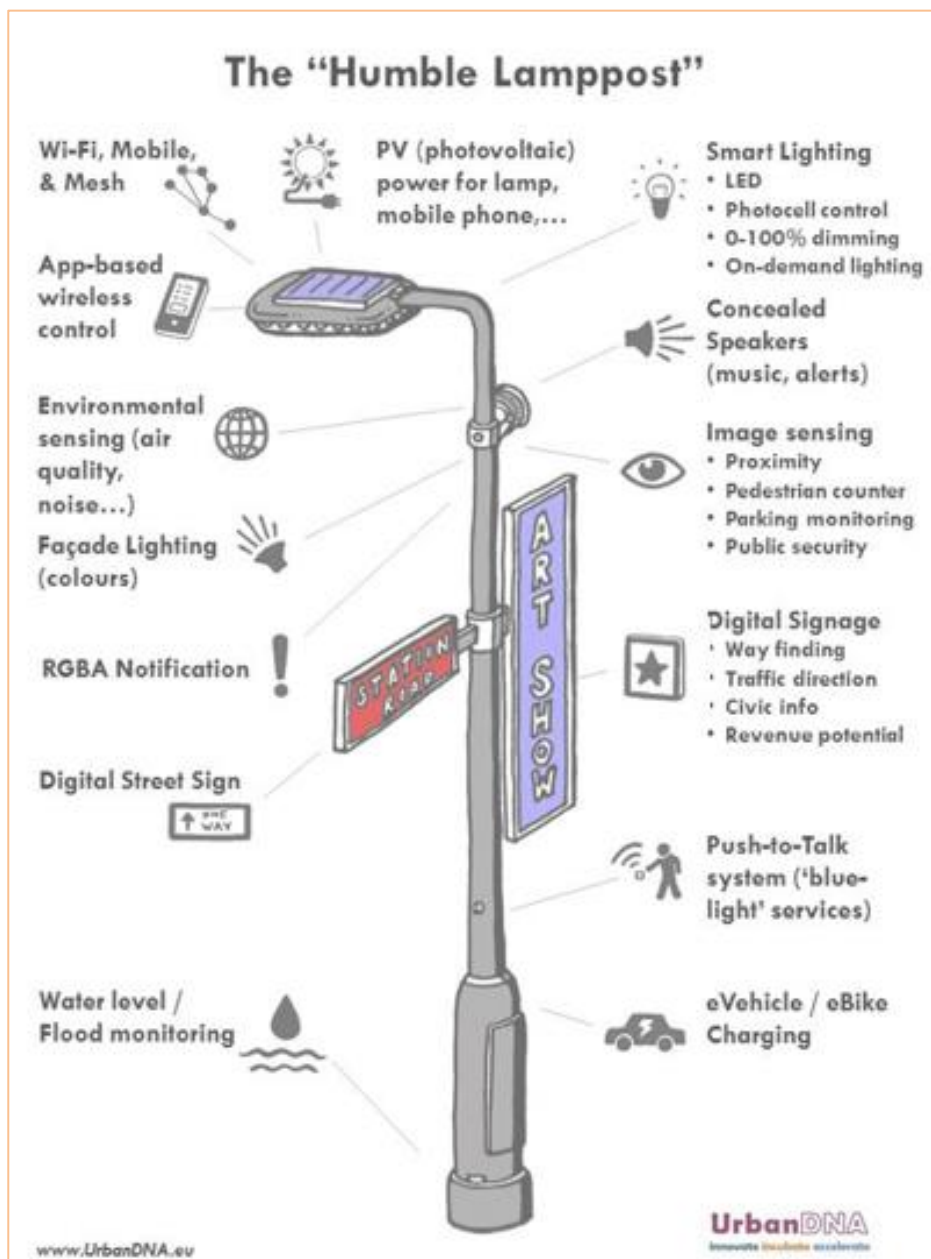 The “Humble Lamppost”
Wi-Fi, Mobile,
& Mesh
PV (photovoltaic)
power for lamp,
mobile phone,...
Smart Lighting
• LED
• Photocell control
• 0-100% dimming
• On-demand lighting
App-based
wireless
control
Concealed
Speakers
(music, alerts)
Environmental
sensing (air
quality,
noise...)
Image sensing
• Proximity
• Pedestrian counter
• Parking monitoring
• Public security
Façade Lighting
(colours)
ART SHOW
RGBA Notification
STATION
ROAD
Digital Signage
• Way finding
• Traffic direction
• Civic info
• Revenue potential
Digital Street Sign
ONE
WAY
Push-to-Talk
system (‘blue-
light’ services)
Water level /
Flood monitoring
eVehicle / eBike
Charging
www.UrbanDNA.eu
UrbanDNA
innovate incubate accelerate